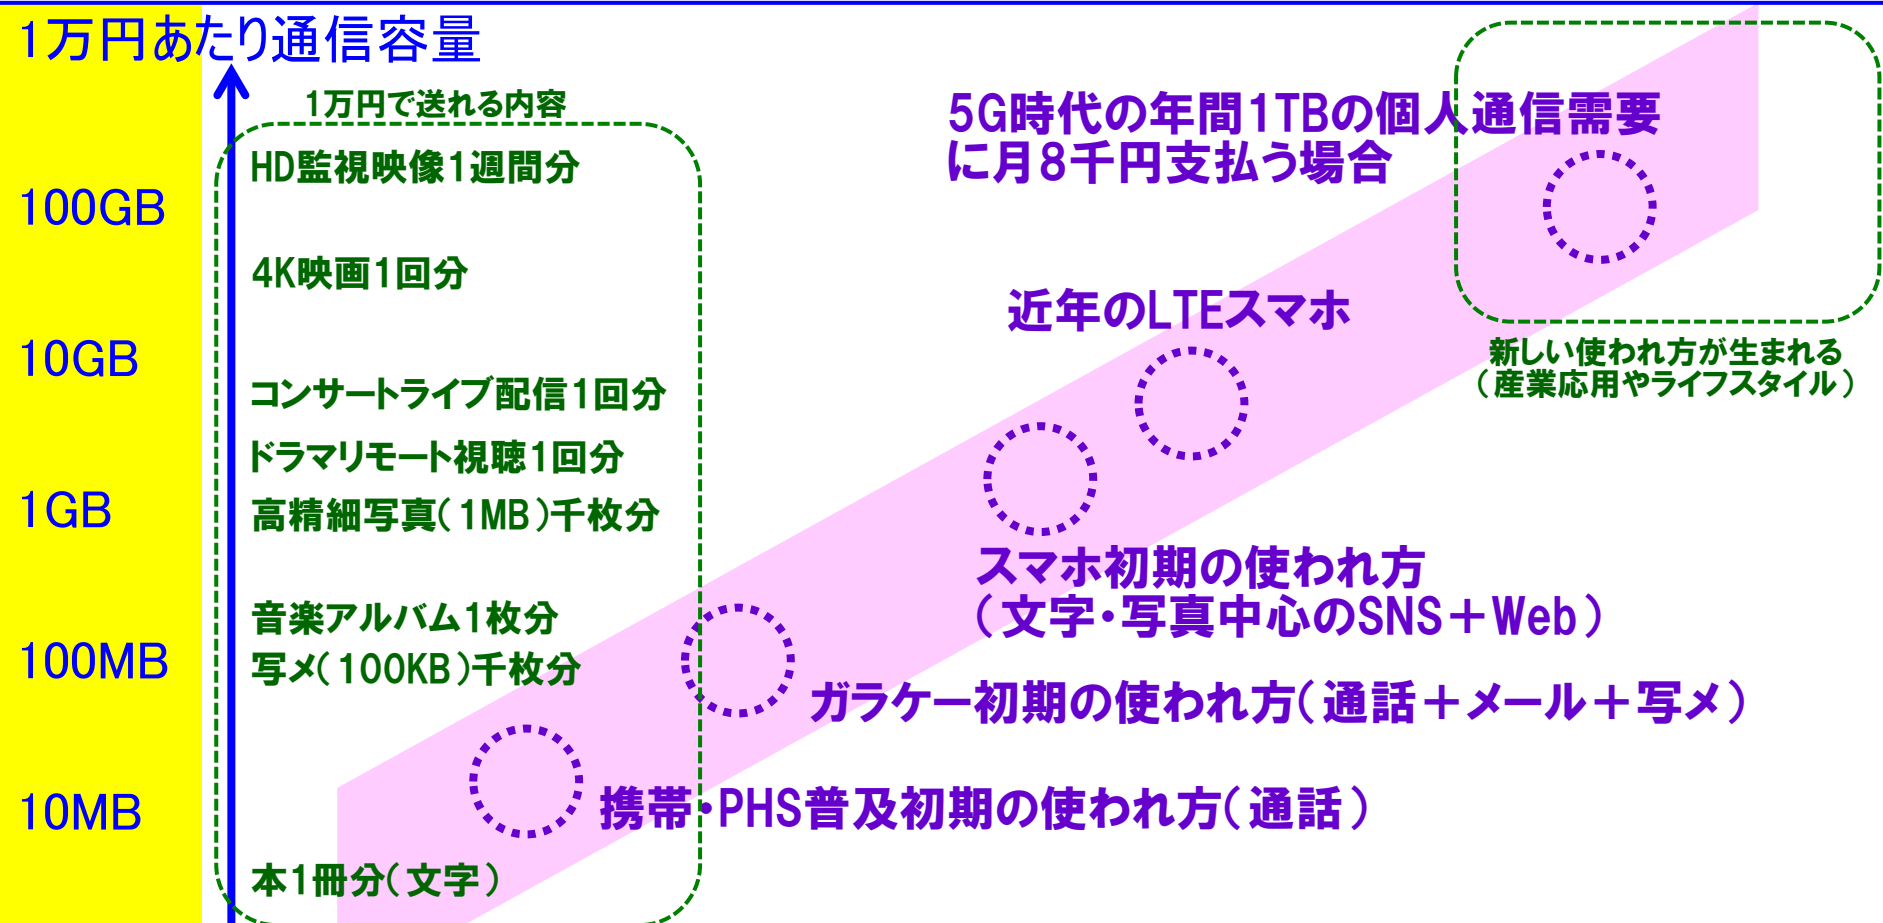 1万円あたり通信容量
1万円で送れる内容
5G時代の年間1TBの個人通信需要
に月8千円支払う場合
HD監視映像1週間分
100GB
4K映画1回分
近年のLTEスマホ
10GB
新しい使われ方が生まれる
（産業応用やライフスタイル）
コンサートライブ配信1回分
ドラマリモート視聴1回分
1GB
高精細写真（1MB）千枚分
スマホ初期の使われ方
（文字・写真中心のSNS＋Web）
音楽アルバム1枚分
100MB
写メ（100KB）千枚分
ガラケー初期の使われ方（通話＋メール＋写メ）
10MB
携帯・PHS普及初期の使われ方（通話）
本1冊分（文字）